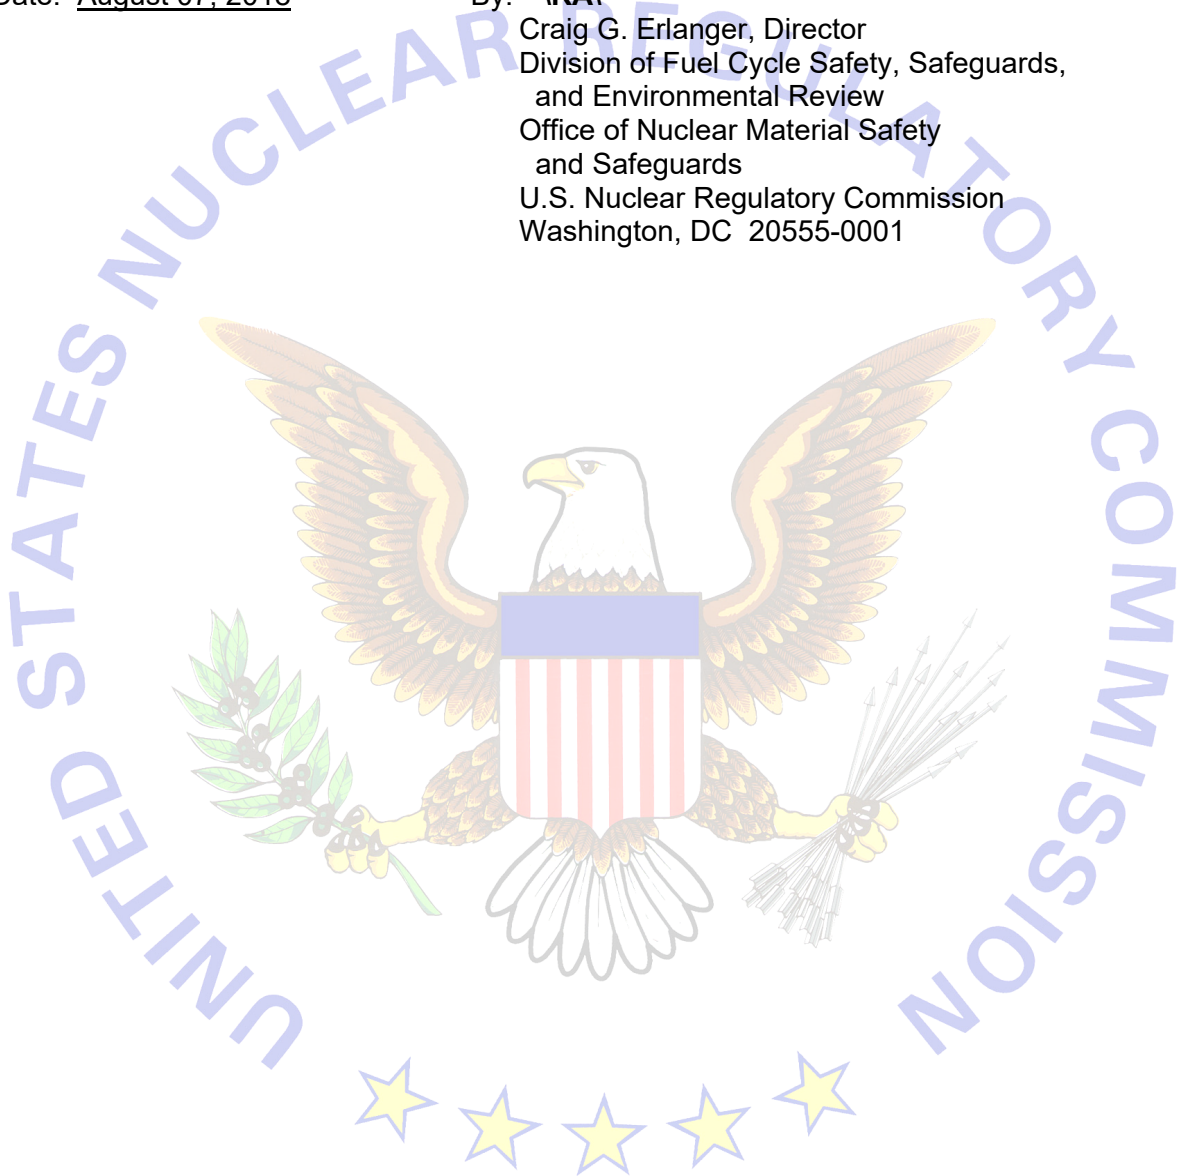 By:
Craig G. Erlanger, Director
Division of Fuel Cycle Safety, Safeguards,
and Environmental Review
Office of Nuclear Material Safety
and Safeguards
U.S. Nuclear Regulatory Commission
Washington, DC 20555-0001
UNITED STATES NUCLEAR REGULATORY COMMISSION